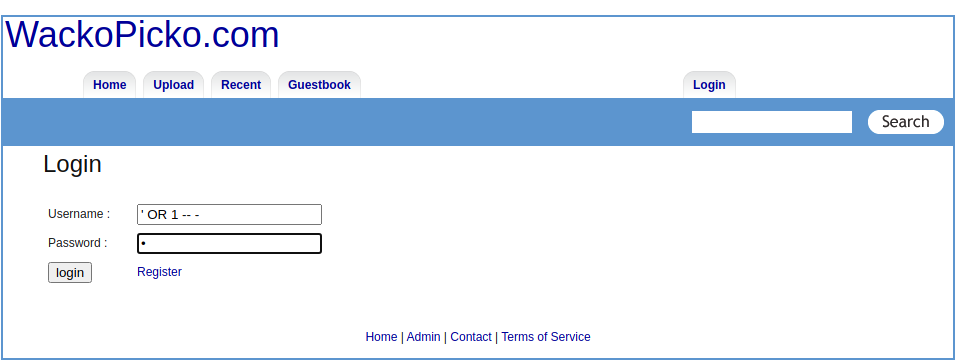 WackoPicko.com
Home Upload Recent Guestbook Login
Search
Login
Username : ' OR 1 -- -
Password : •
login Register
Home | Admin | Contact | Terms of Service